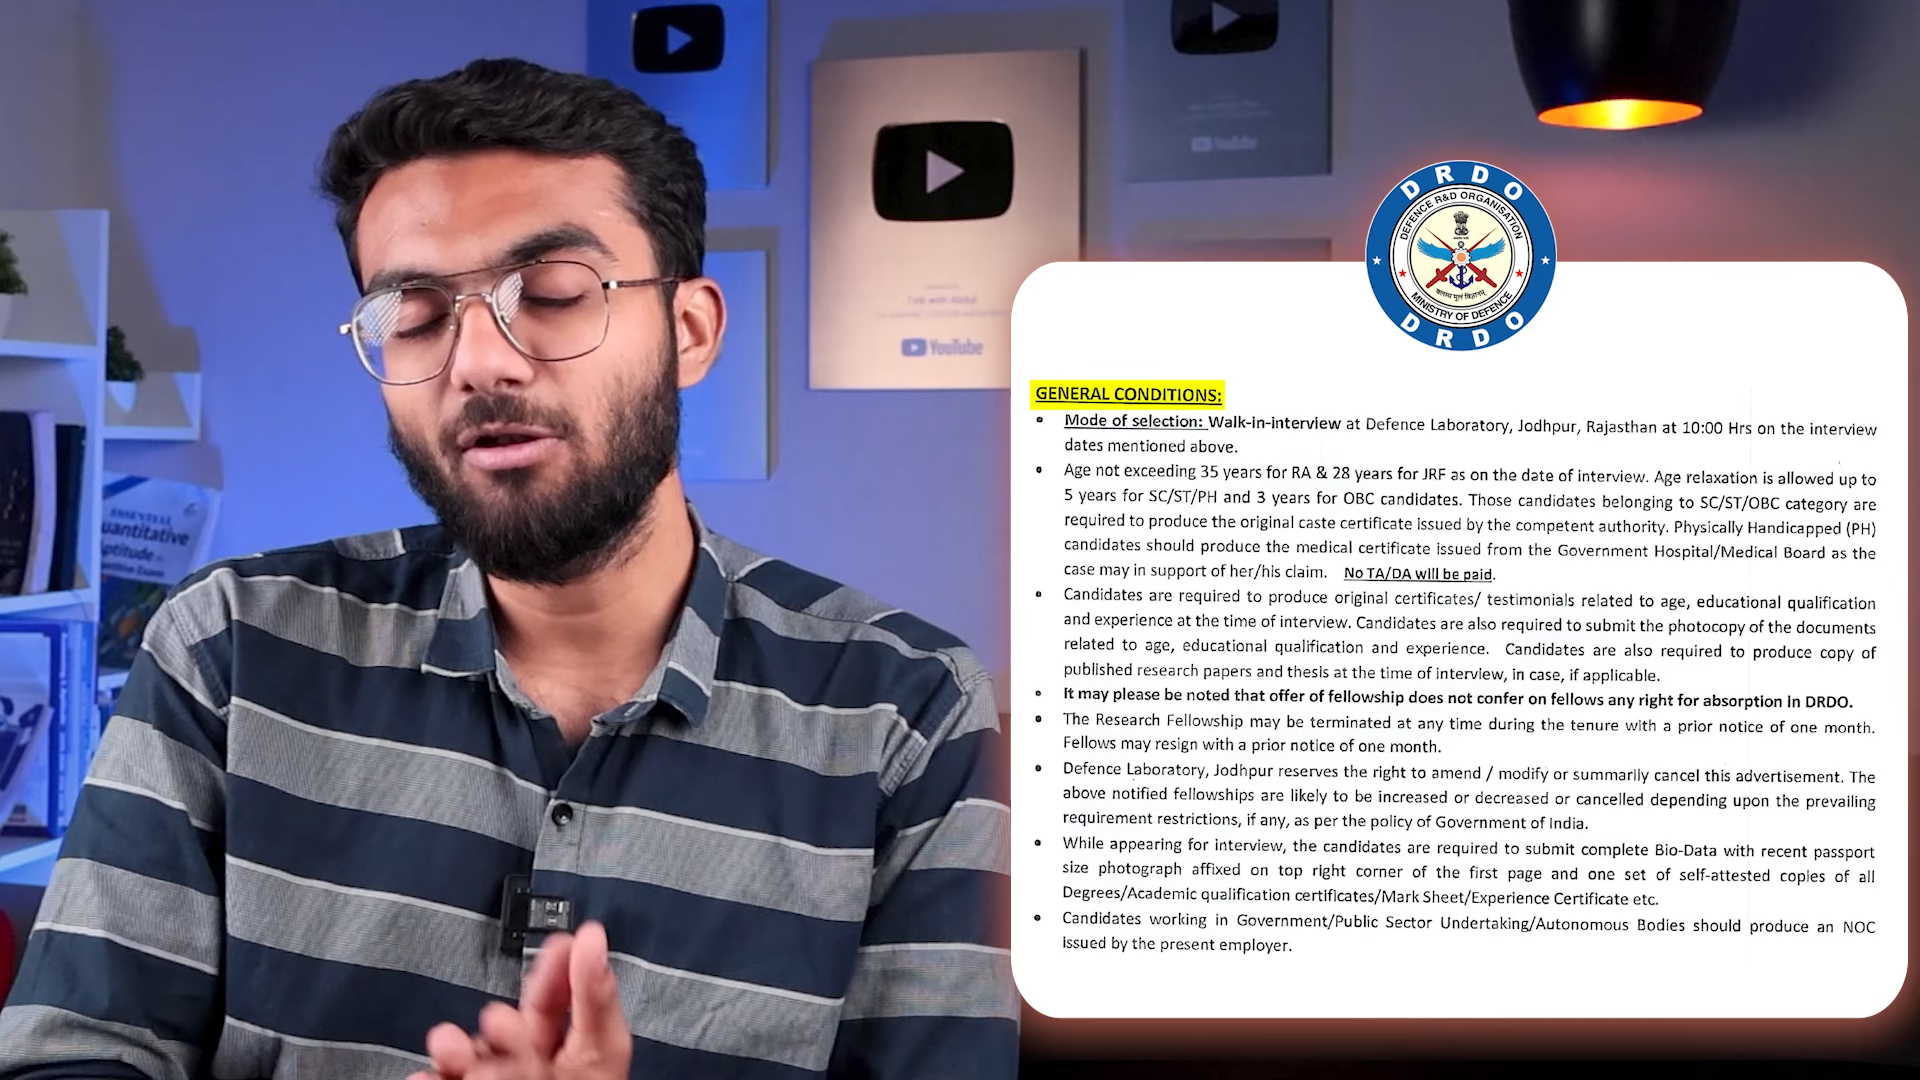 YouTube
Talk with Abdul
YouTube
ESSENTIAL
Quantitative
Aptitude
DRDO
DEFENCE R&D ORGANISATION
बलस्य मूलं विज्ञानम्
MINISTRY OF DEFENCE
DRDO
GENERAL CONDITIONS:
• Mode of selection: Walk-in-interview at Defence Laboratory, Jodhpur, Rajasthan at 10:00 Hrs on the interview
dates mentioned above.
• Age not exceeding 35 years for RA & 28 years for JRF as on the date of interview. Age relaxation is allowed up to
5 years for SC/ST/PH and 3 years for OBC candidates. Those candidates belonging to SC/ST/OBC category are
required to produce the original caste certificate issued by the competent authority. Physically Handicapped (PH)
candidates should produce the medical certificate issued from the Government Hospital/Medical Board as the
case may in support of her/his claim. No TA/DA will be paid.
• Candidates are required to produce original certificates/ testimonials related to age, educational qualification
and experience at the time of interview. Candidates are also required to submit the photocopy of the documents
related to age, educational qualification and experience. Candidates are also required to produce copy of
published research papers and thesis at the time of interview, in case, if applicable.
• It may please be noted that offer of fellowship does not confer on fellows any right for absorption in DRDO.
• The Research Fellowship may be terminated at any time during the tenure with a prior notice of one month.
Fellows may resign with a prior notice of one month.
• Defence Laboratory, Jodhpur reserves the right to amend / modify or summarily cancel this advertisement. The
above notified fellowships are likely to be increased or decreased or cancelled depending upon the prevailing
requirement restrictions, if any, as per the policy of Government of India.
• While appearing for interview, the candidates are required to submit complete Bio-Data with recent passport
size photograph affixed on top right corner of the first page and one set of self-attested copies of all
Degrees/Academic qualification certificates/Mark Sheet/Experience Certificate etc.
• Candidates working in Government/Public Sector Undertaking/Autonomous Bodies should produce an NOC
issued by the present employer.